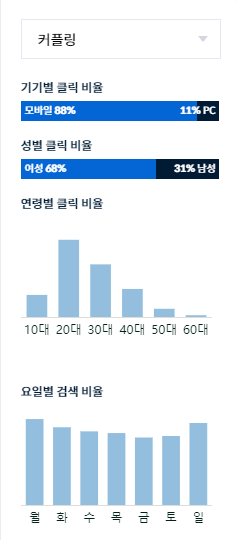 커플링
기기별 클릭 비율
모바일 88% 11% PC
성별 클릭 비율
여성 68% 31% 남성
연령별 클릭 비율
10대 20대 30대 40대 50대 60대
요일별 검색 비율
월 화 수 목 금 토 일